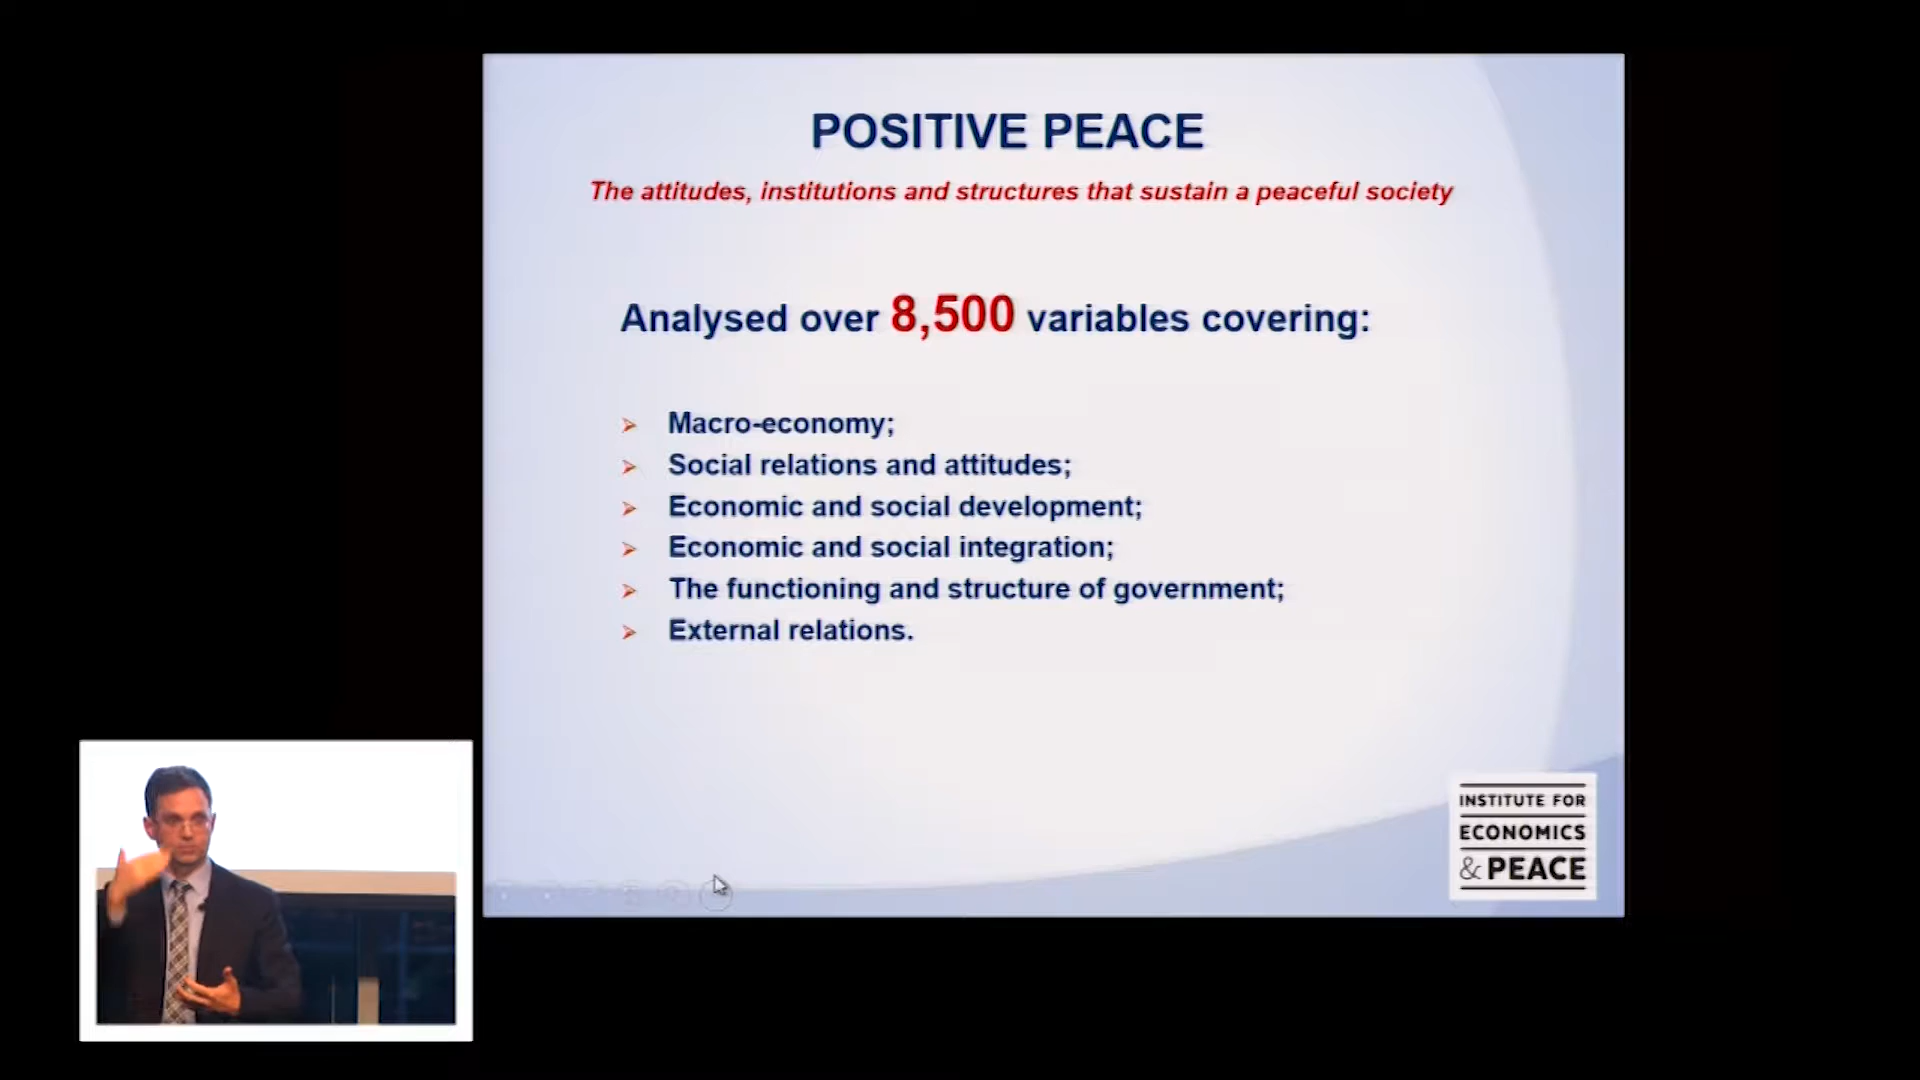 POSITIVE PEACE
The attitudes, institutions and structures that sustain a peaceful society
Analysed over 8,500 variables covering:
Macro-economy;
Social relations and attitudes;
Economic and social development;
Economic and social integration;
The functioning and structure of government;
External relations.
INSTITUTE FOR
ECONOMICS
& PEACE